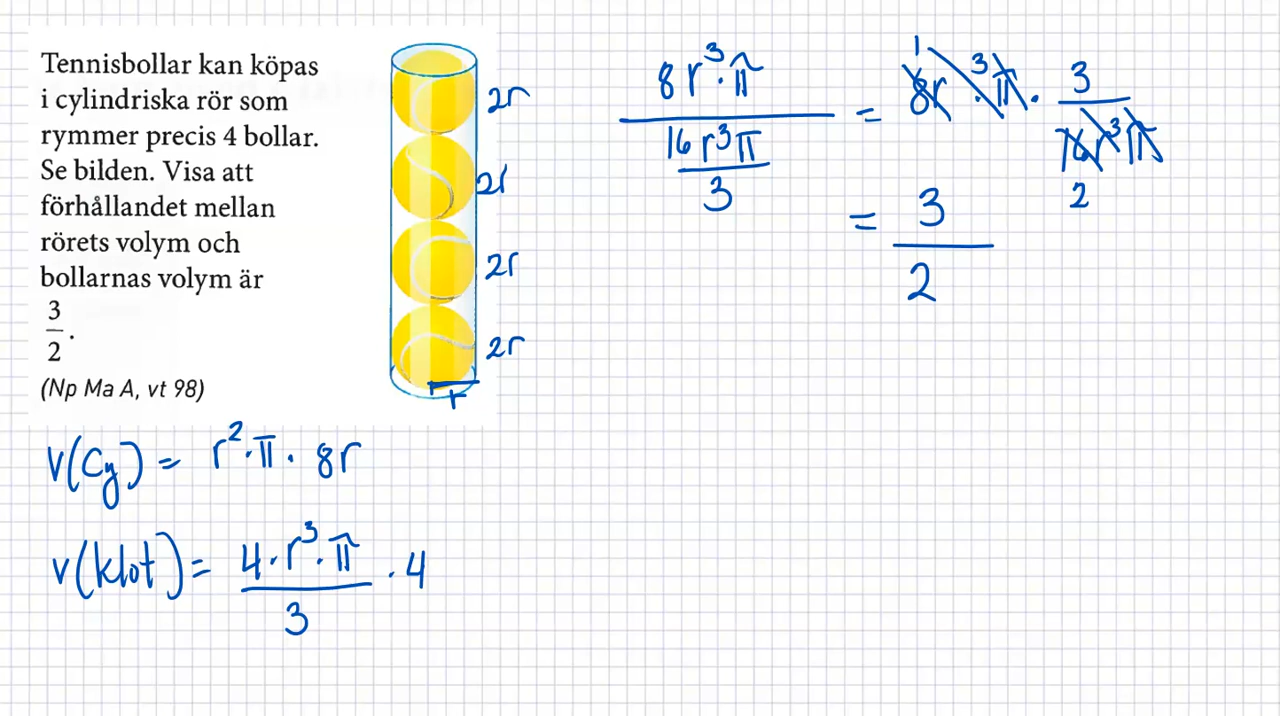 Tennisbollar kan köpas
i cylindriska rör som
rymmer precis 4 bollar.
Se bilden. Visa att
förhållandet mellan
rörets volym och
bollarnas volym är
3/2.
(Np Ma A, vt 98)
2r
2r
2r
2r
r
V(Cy) = r²·π · 8r
V(klot) = 4·r³·π/3 · 4
8r³·π / (16r³π/3) = 8r³·π · 3/16r³π
1
2
= 3/2